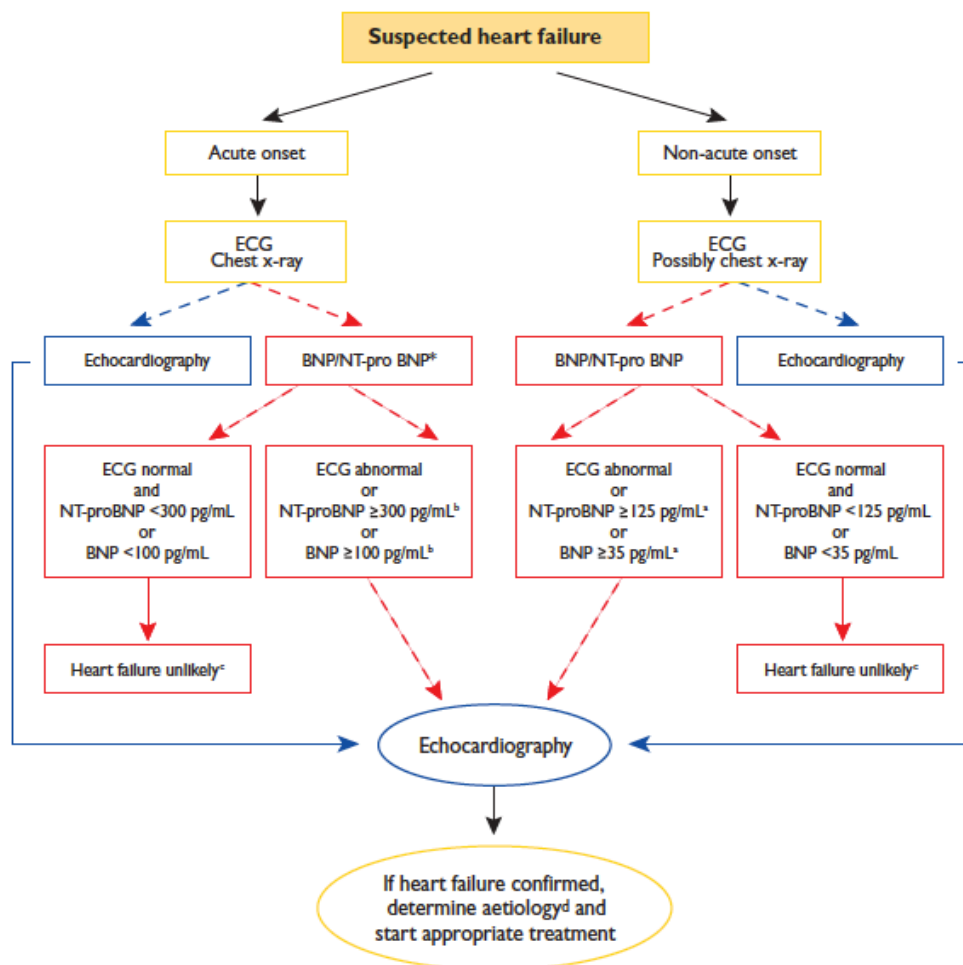 Suspected heart failure
Acute onset
Non-acute onset
ECG
Chest x-ray
ECG
Possibly chest x-ray
Echocardiography
BNP/NT-pro BNP*
BNP/NT-pro BNP
Echocardiography
ECG normal
and
NT-proBNP <300 pg/mL
or
BNP <100 pg/mL
ECG abnormal
or
NT-proBNP ≥300 pg/mLᵇ
or
BNP ≥100 pg/mLᵇ
ECG abnormal
or
NT-proBNP ≥125 pg/mLᵃ
or
BNP ≥35 pg/mLᵃ
ECG normal
and
NT-proBNP <125 pg/mL
or
BNP <35 pg/mL
Heart failure unlikelyᶜ
Heart failure unlikelyᶜ
Echocardiography
If heart failure confirmed,
determine aetiologyᵈ and
start appropriate treatment